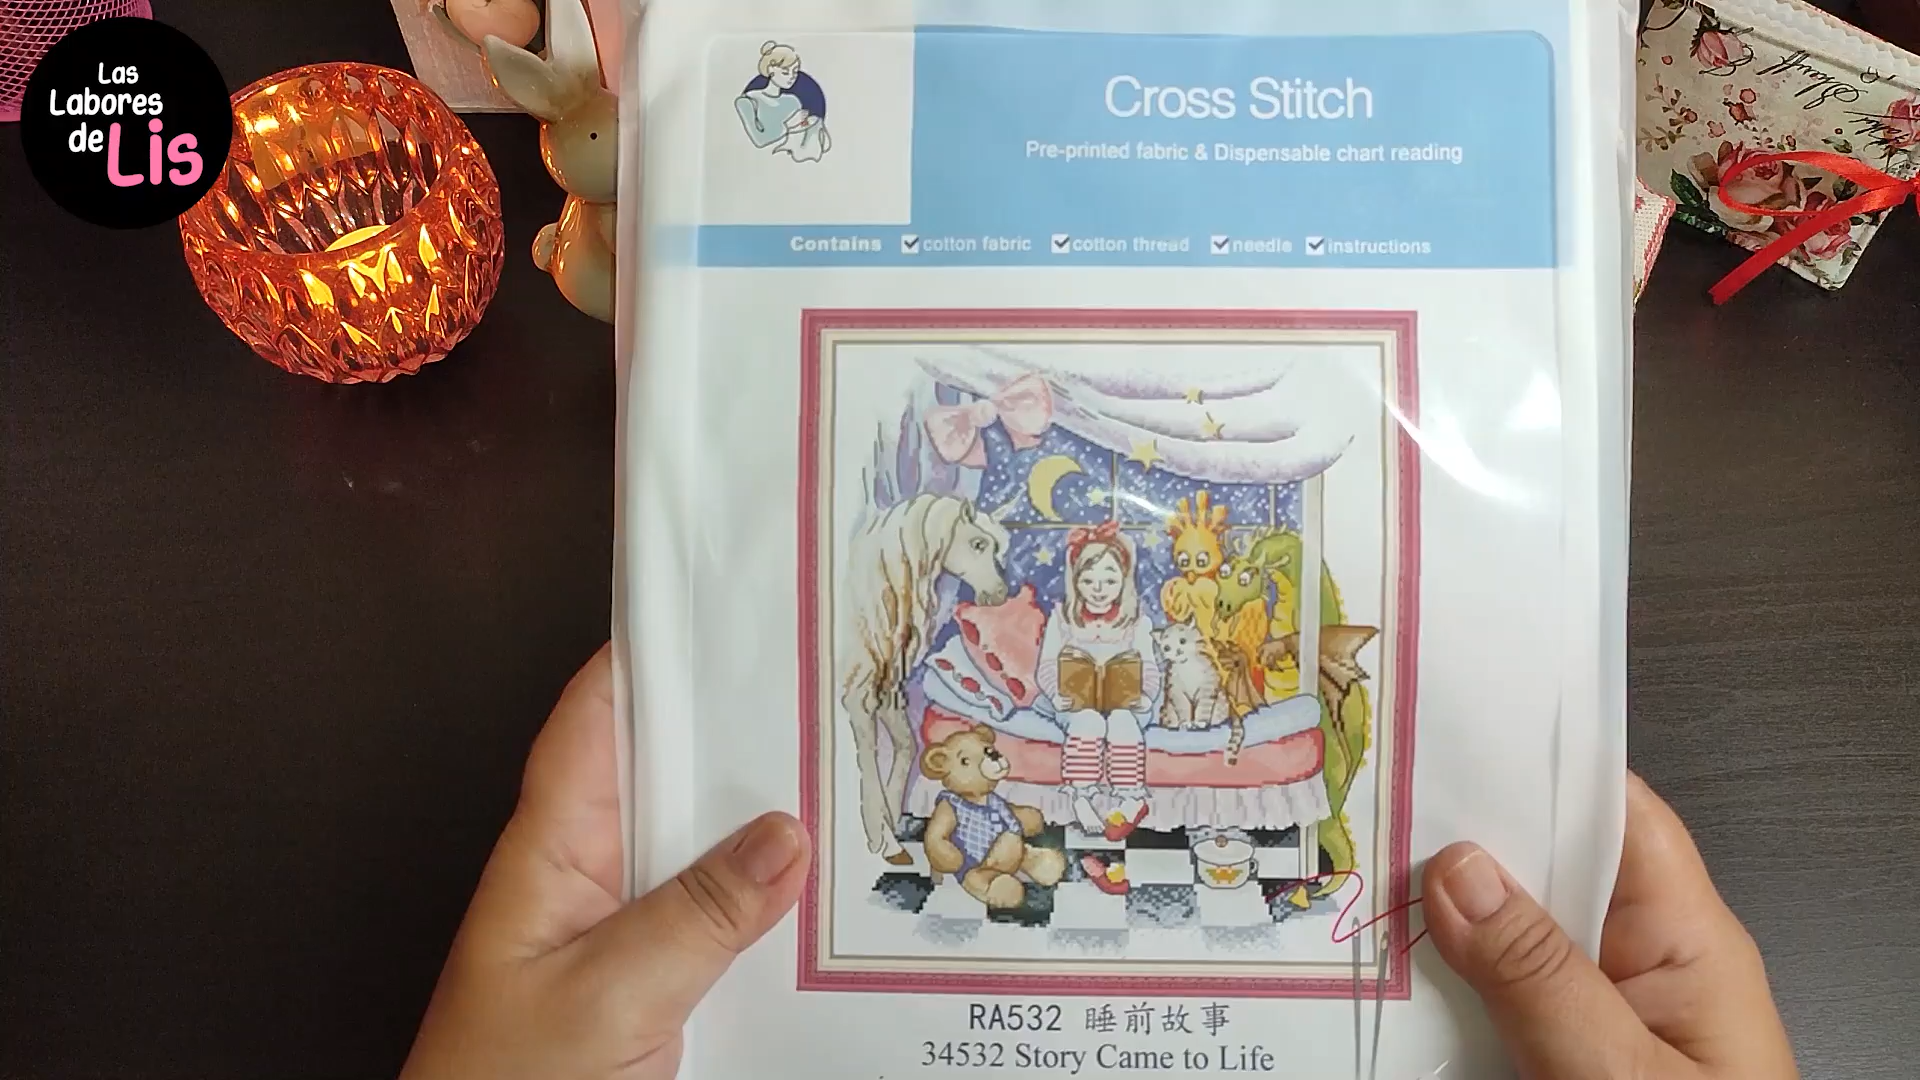 Las
Labores
de Lis
Cross Stitch
Pre-printed fabric & Dispensable chart reading
Contains cotton fabric cotton thread needle instructions
RA532 睡前故事
34532 Story Came to Life